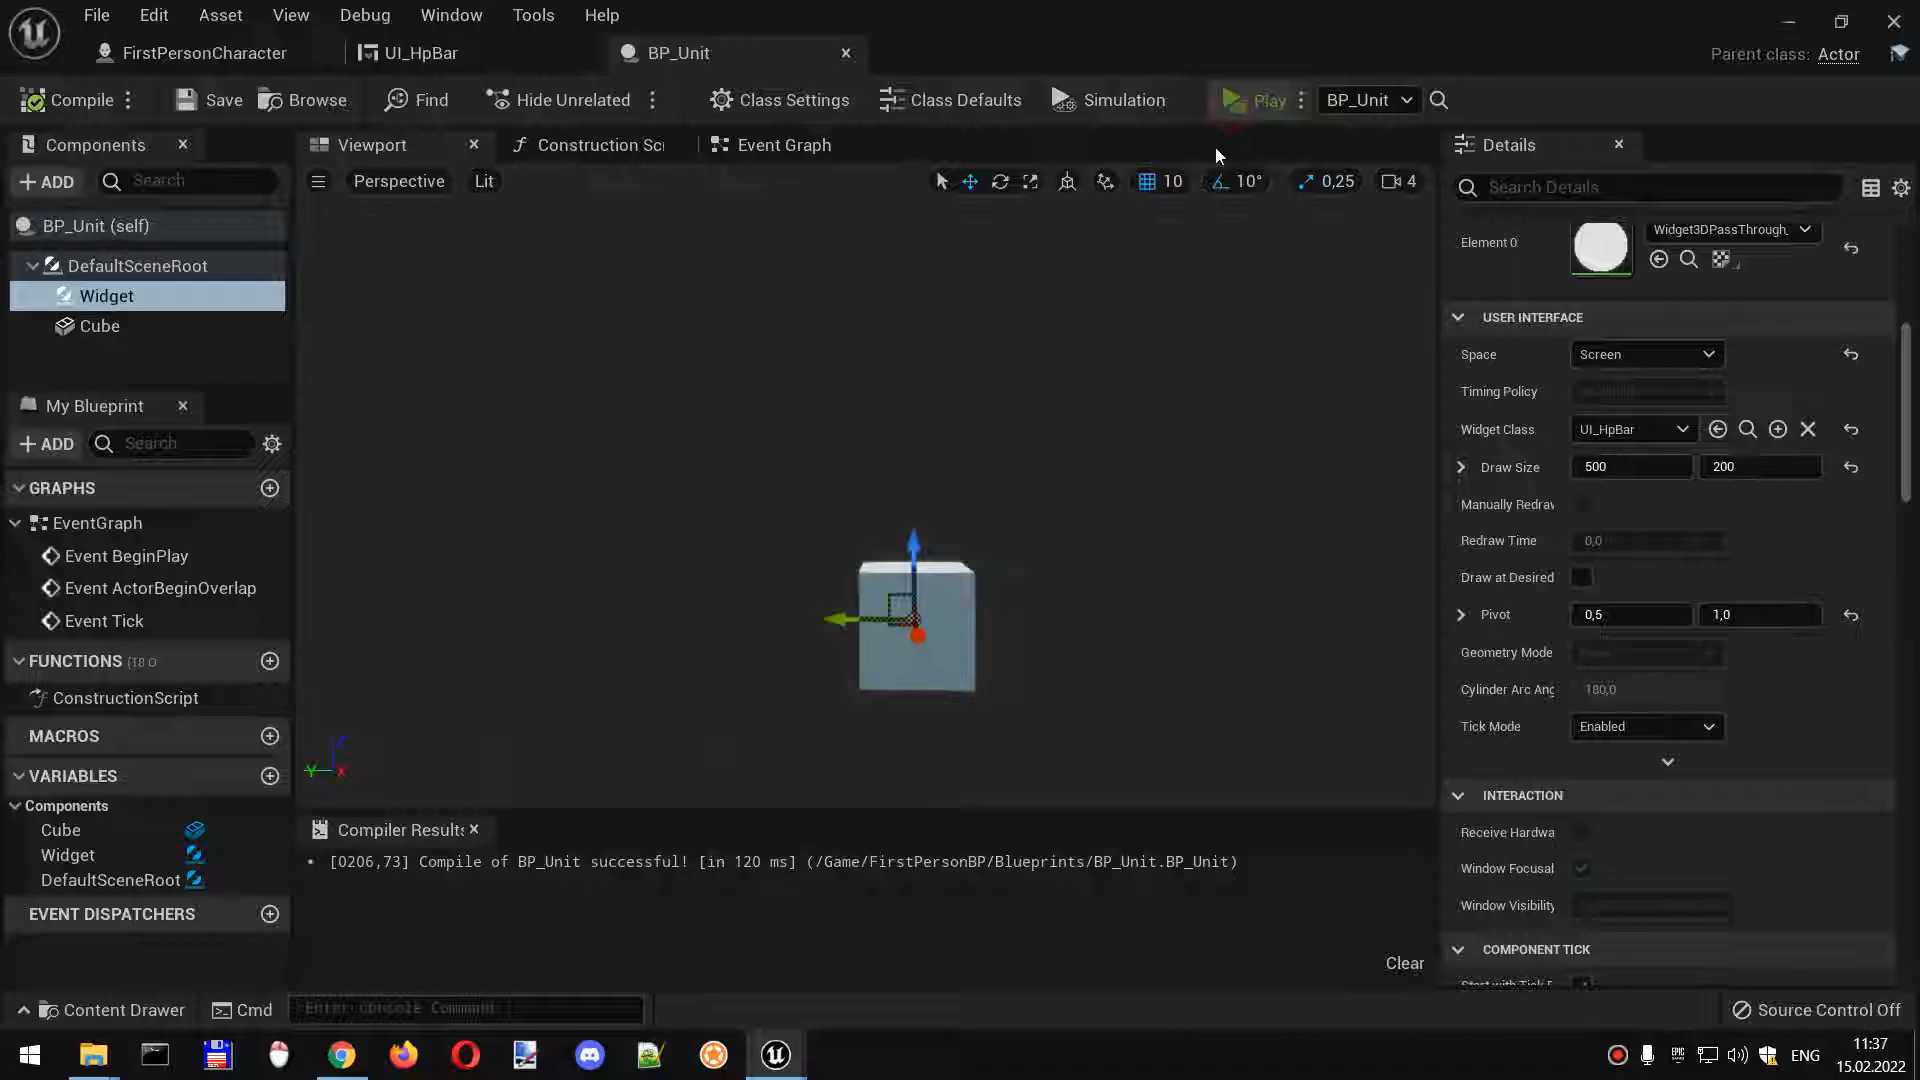 File Edit Asset View Debug Window Tools Help
FirstPersonCharacter UI_HpBar BP_Unit Parent class: Actor
Compile Save Browse Find Hide Unrelated Class Settings Class Defaults Simulation Play BP_Unit
Components Viewport Construction Scr Event Graph Details
+ ADD Search Perspective Lit 10 10° 0,25 4 Search Details
BP_Unit (self) Element 0 Widget3DPassThrough_
DefaultSceneRoot
Widget
Cube
USER INTERFACE
Space Screen
Timing Policy
Widget Class UI_HpBar
Draw Size 500 200
Manually Redraw
Redraw Time 0,0
Draw at Desired
Pivot 0,5 1,0
Geometry Mode
Cylinder Arc Ang 180,0
Tick Mode Enabled
INTERACTION
Receive Hardwa
Window Focusal
Window Visibility
COMPONENT TICK
My Blueprint
+ ADD Search
GRAPHS
EventGraph
Event BeginPlay
Event ActorBeginOverlap
Event Tick
FUNCTIONS (18 O
ConstructionScript
MACROS
VARIABLES
Components
Cube
Widget
DefaultSceneRoot
EVENT DISPATCHERS
Z
Y X
Compiler Results
• [0206,73] Compile of BP_Unit successful! [in 120 ms] (/Game/FirstPersonBP/Blueprints/BP_Unit.BP_Unit)
Clear
Content Drawer Cmd Enter Console Command Source Control Off
EPIC ENG 11:37
15.02.2022